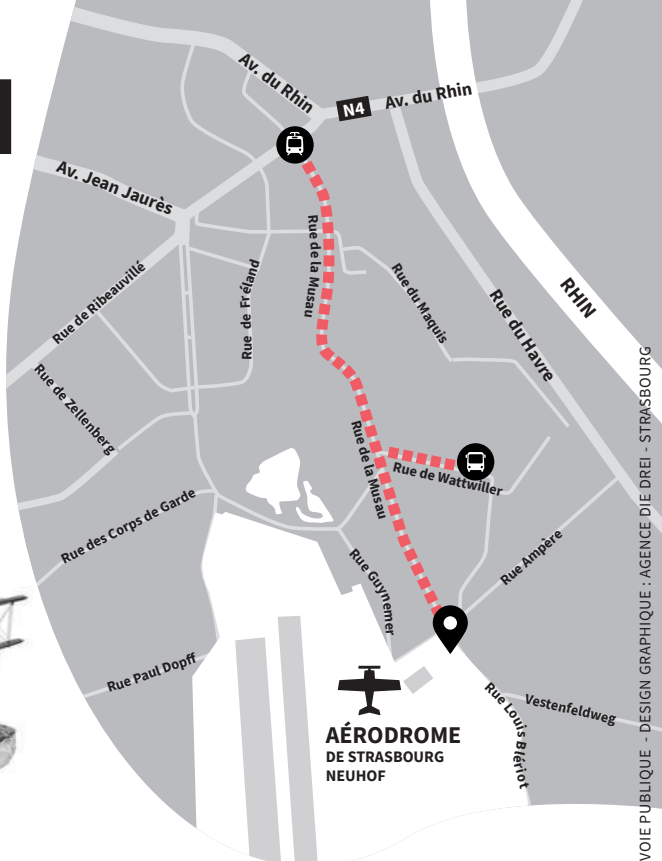 Av. du Rhin
N4
Av. du Rhin
Av. Jean Jaurès
Rue de la Musau
Rue de Fréland
Rue de Ribeauvillé
Rue du Maquis
RHIN
Rue du Havre
Rue de Zellenberg
Rue de la Musau
Rue de Wattwiller
Rue des Corps de Garde
Rue Ampère
Rue Guynemer
Rue Paul Dopff
Rue Louis Blériot
Vestenfeldweg
AÉRODROME
DE STRASBOURG
NEUHOF
VOIE PUBLIQUE - DESIGN GRAPHIQUE : AGENCE DIE DREI - STRASBOURG